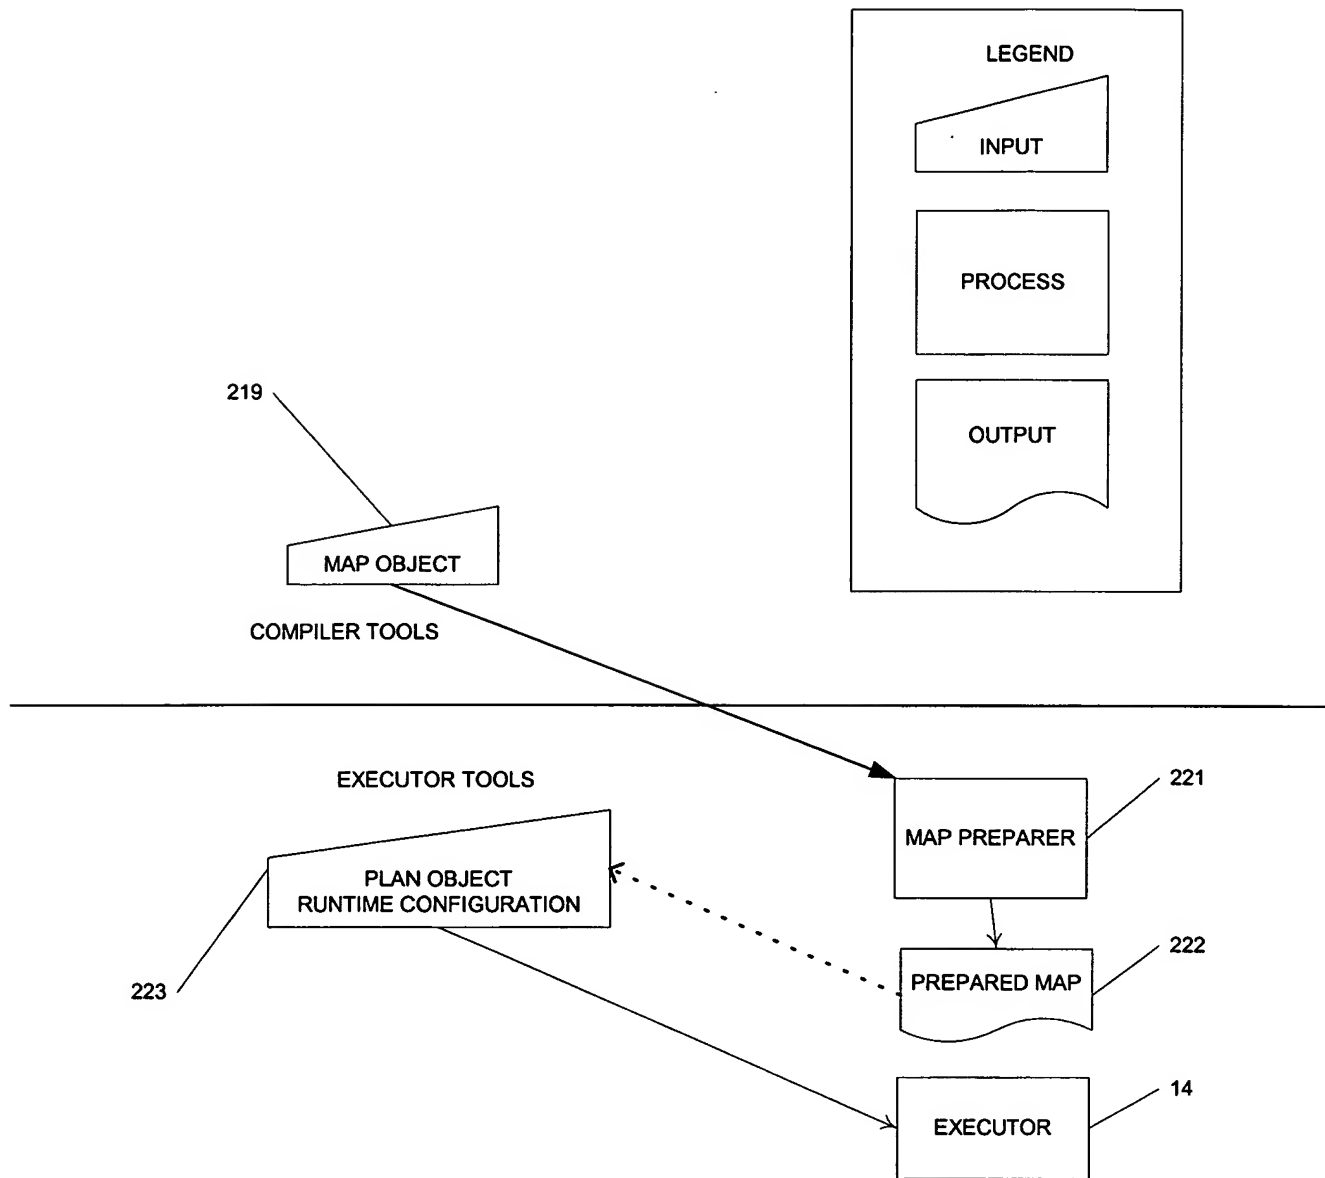 LEGEND
INPUT
PROCESS
OUTPUT
219
MAP OBJECT
COMPILER TOOLS
EXECUTOR TOOLS
221
MAP PREPARER
PLAN OBJECT
RUNTIME CONFIGURATION
222
PREPARED MAP
223
14
EXECUTOR